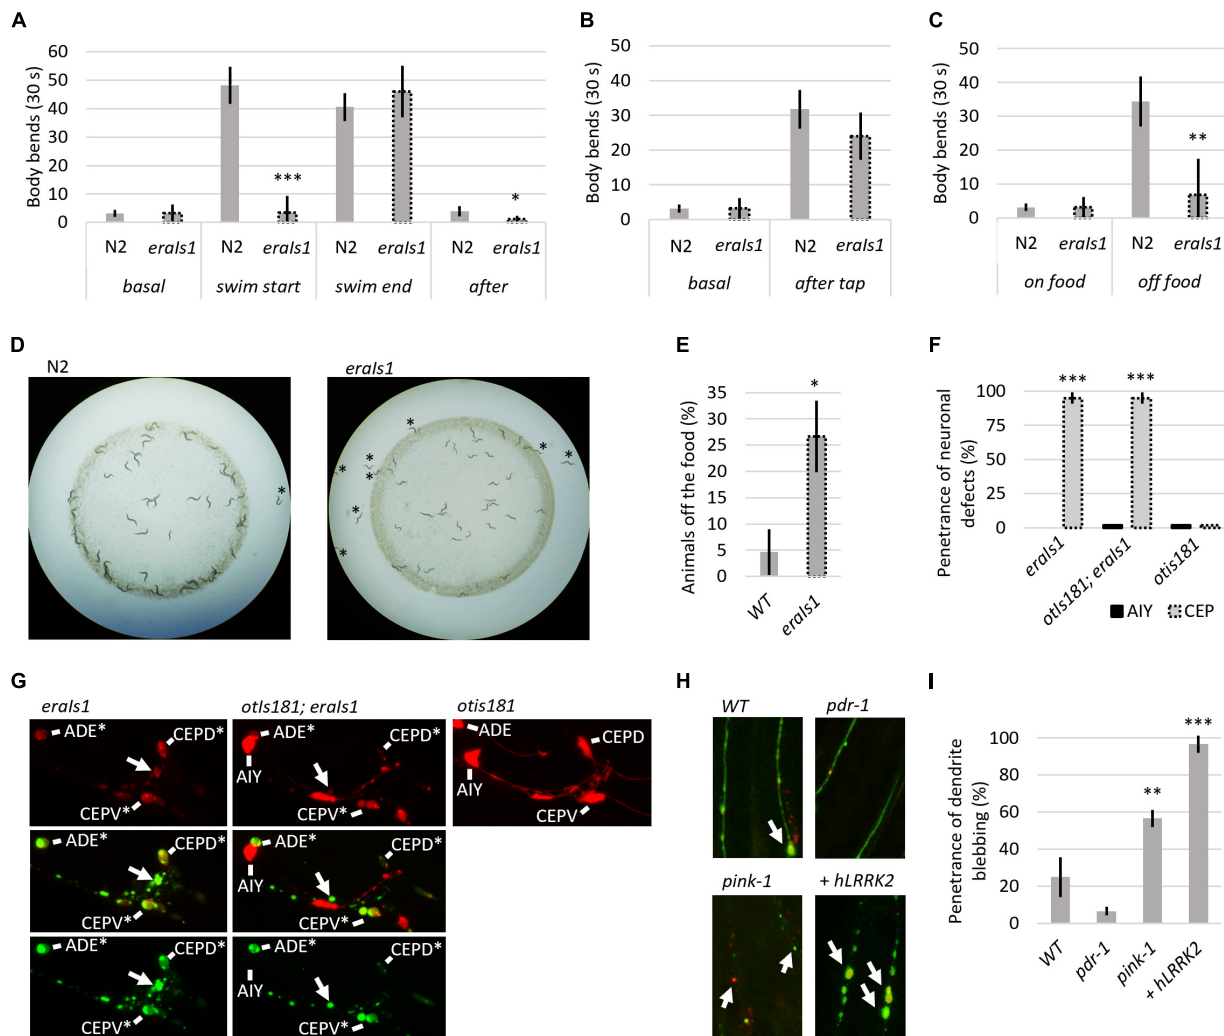 A
Body bends (30 s)
60
50
40
30
20
10
0
***
*
N2 eraIs1 N2 eraIs1 N2 eraIs1 N2 eraIs1
basal swim start swim end after
B
Body bends (30 s)
50
40
30
20
10
0
N2 eraIs1 N2 eraIs1
basal after tap
C
Body bends (30 s)
50
40
30
20
10
0
**
N2 eraIs1 N2 eraIs1
on food off food
D
N2
*
eraIs1
* * * * * * * *
E
Animals off the food (%)
35
30
25
20
15
10
5
0
*
WT eraIs1
F
Penetrance of neuronal
defects (%)
100
75
50
25
0
*** ***
eraIs1 otIs181; eraIs1 otis181
AIY CEP
G
eraIs1 otIs181; eraIs1 otis181
ADE* CEPD* CEPV*
ADE* CEPD* AIY CEPV*
ADE CEPD AIY CEPV
ADE* CEPD* CEPV*
ADE* CEPD* AIY CEPV*
ADE* CEPD* CEPV*
ADE* CEPD* AIY CEPV*
H
WT pdr-1
pink-1 + hLRRK2
I
Penetrance of dendrite
blebbing (%)
100
80
60
40
20
0
** ***
WT pdr-1 pink-1 + hLRRK2